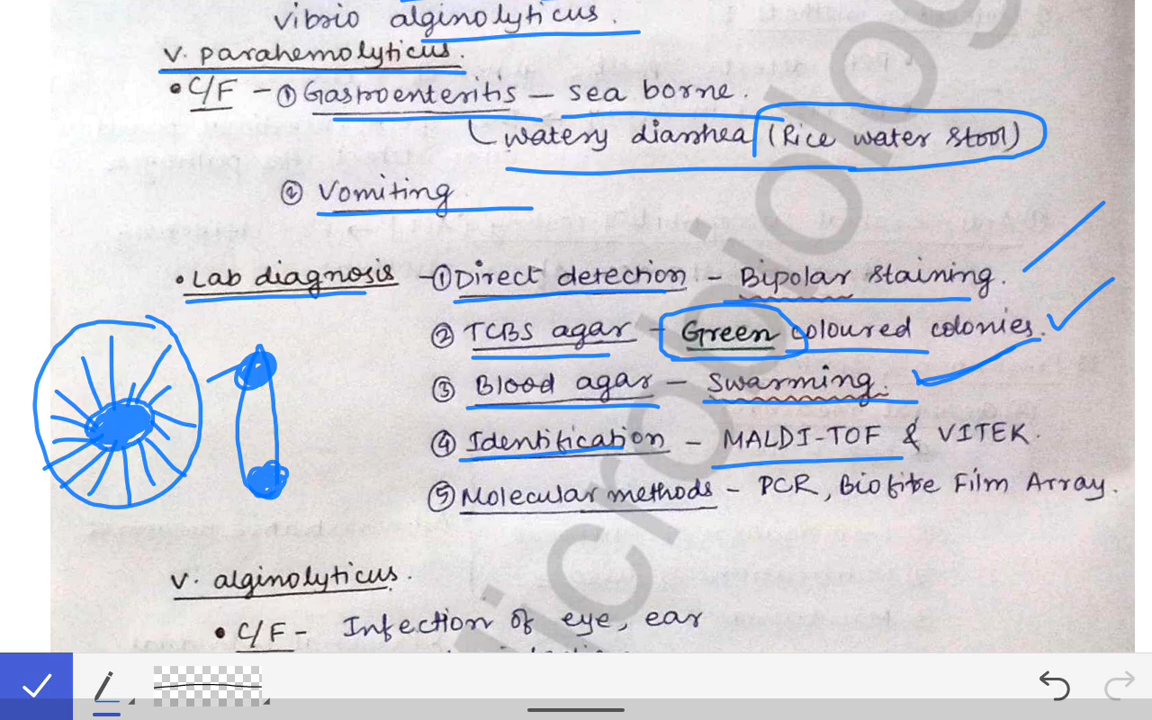 Vibrio alginolyticus.
V. parahemolyticus.
• C/F - ① Gastroenteritis - sea borne.
watery diarrhea (Rice water stool)
② Vomiting
• Lab diagnosis - ① Direct detection - Bipolar staining.
② TCBS agar - Green coloured colonies.
③ Blood agar - Swarming.
④ Identification - MALDI-TOF & VITEK.
⑤ Molecular methods - PCR, Biofire Film Array.
V. alginolyticus.
• C/F - Infection of eye, ear